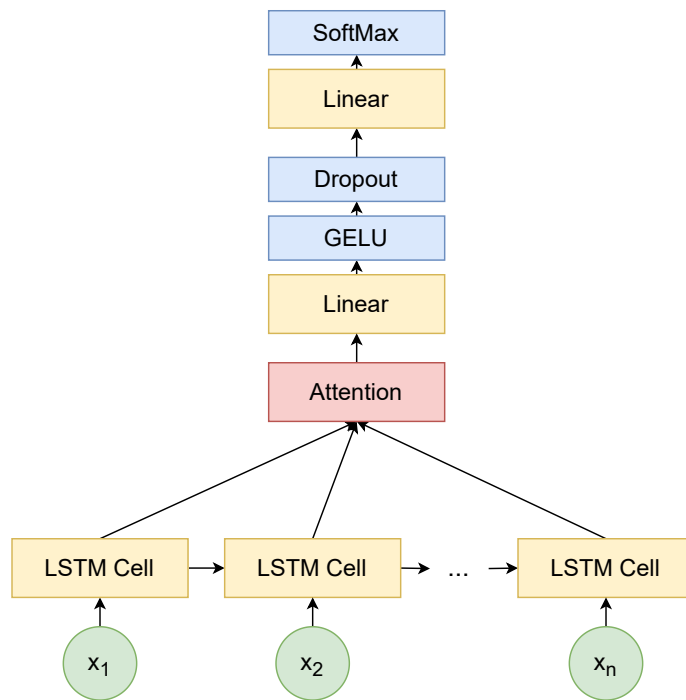 SoftMax
Linear
Dropout
GELU
Linear
Attention
LSTM Cell LSTM Cell ... LSTM Cell
x₁ x₂ xₙ